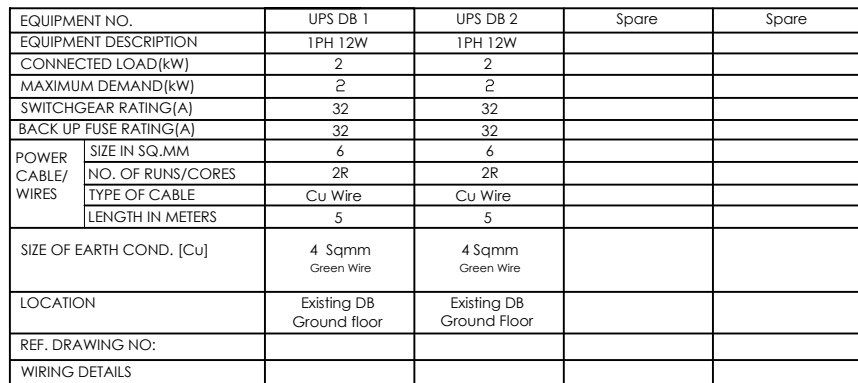 EQUIPMENT NO. UPS DB 1 UPS DB 2 Spare Spare
EQUIPMENT DESCRIPTION 1PH 12W 1PH 12W
CONNECTED LOAD(kW) 2 2
MAXIMUM DEMAND(kW) 2 2
SWITCHGEAR RATING(A) 32 32
BACK UP FUSE RATING(A) 32 32
POWER CABLE/ WIRES
SIZE IN SQ.MM 6 6
NO. OF RUNS/CORES 2R 2R
TYPE OF CABLE Cu Wire Cu Wire
LENGTH IN METERS 5 5
SIZE OF EARTH COND. [Cu] 4 Sqmm 4 Sqmm
Green Wire Green Wire
LOCATION Existing DB Existing DB
Ground floor Ground Floor
REF. DRAWING NO:
WIRING DETAILS